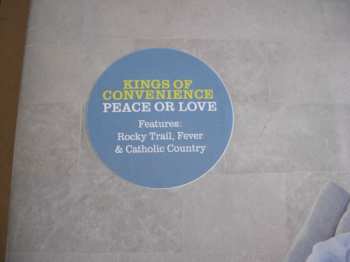 KINGS OF
CONVENIENCE
PEACE OR LOVE
Features:
Rocky Trail, Fever
& Catholic Country